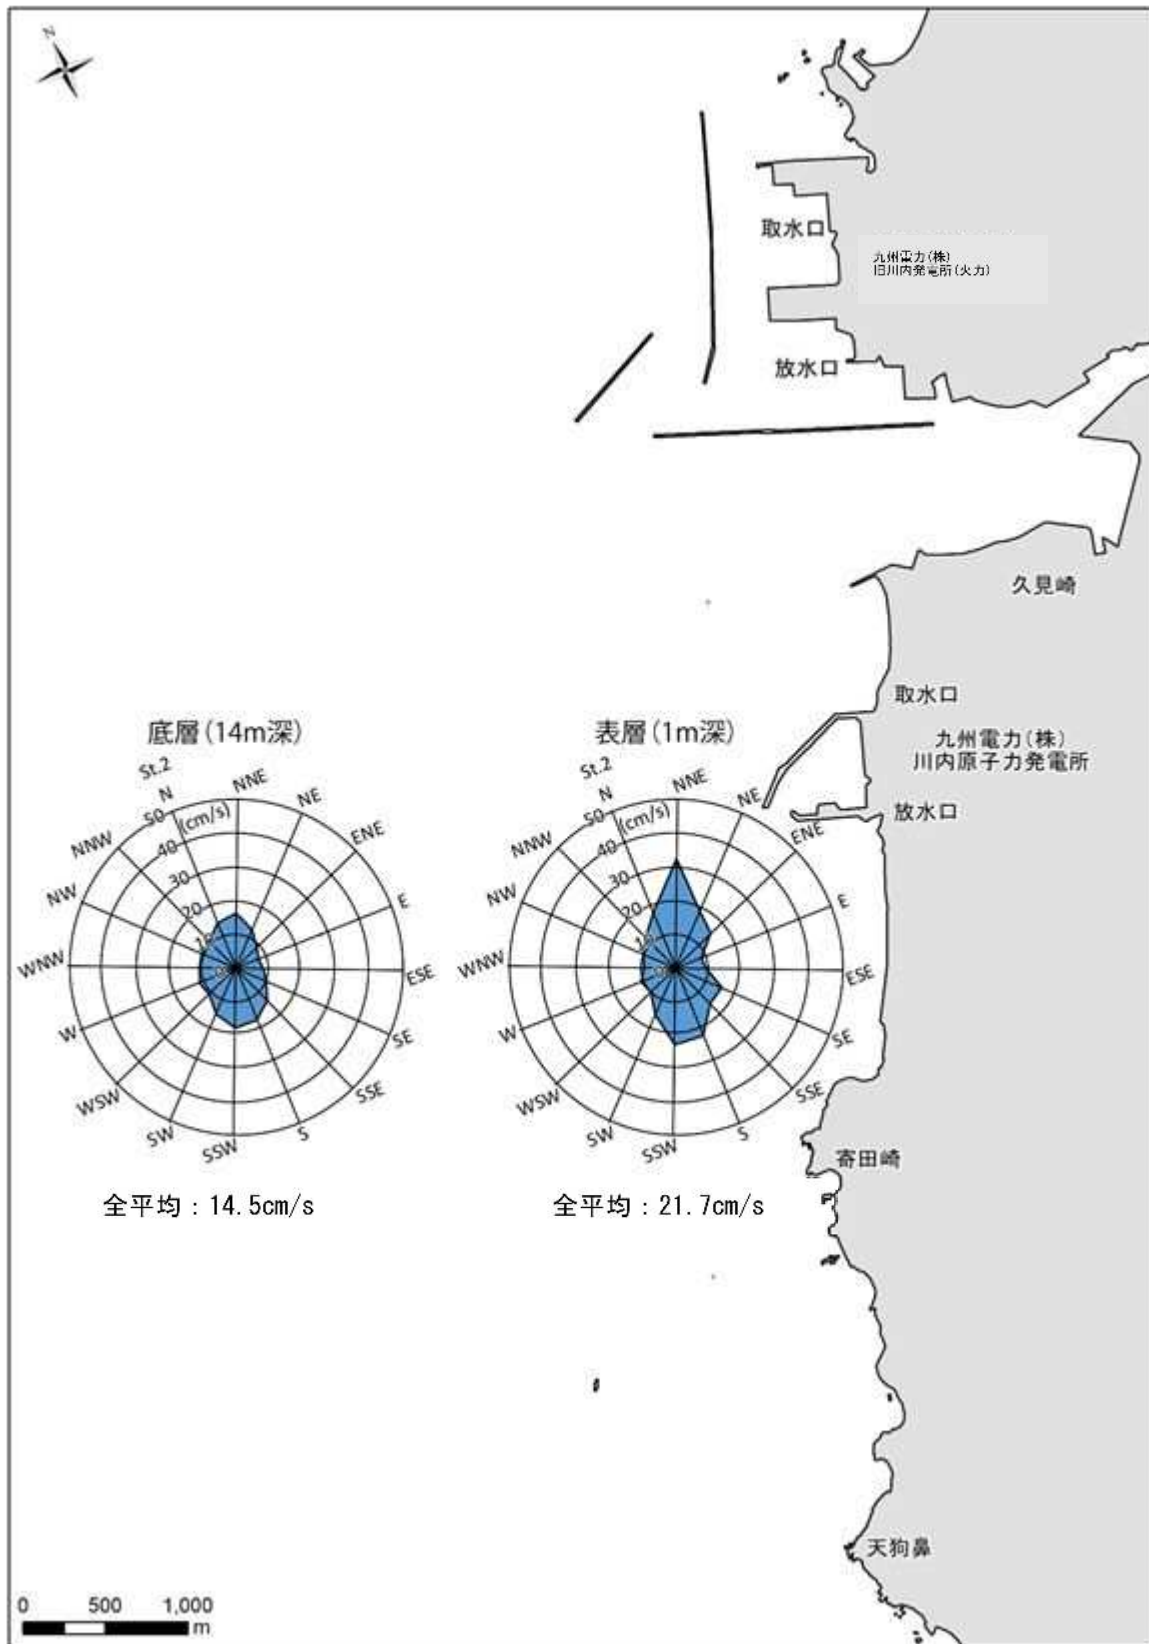 N
取水口
九州電力(株)
旧川内発電所(火力)
放水口
久見崎
取水口
九州電力(株)
川内原子力発電所
放水口
底層(14m深)
St.2
N
NNE
NE
ENE
E
ESE
SE
SSE
S
SSW
SW
WSW
W
WNW
NW
NNW
50
(cm/s)
40
30
20
10
0
全平均：14.5cm/s
表層(1m深)
St.2
N
NNE
NE
ENE
E
ESE
SE
SSE
S
SSW
SW
WSW
W
WNW
NW
NNW
50
(cm/s)
40
30
20
10
0
全平均：21.7cm/s
寄田崎
天狗鼻
0 500 1,000
m